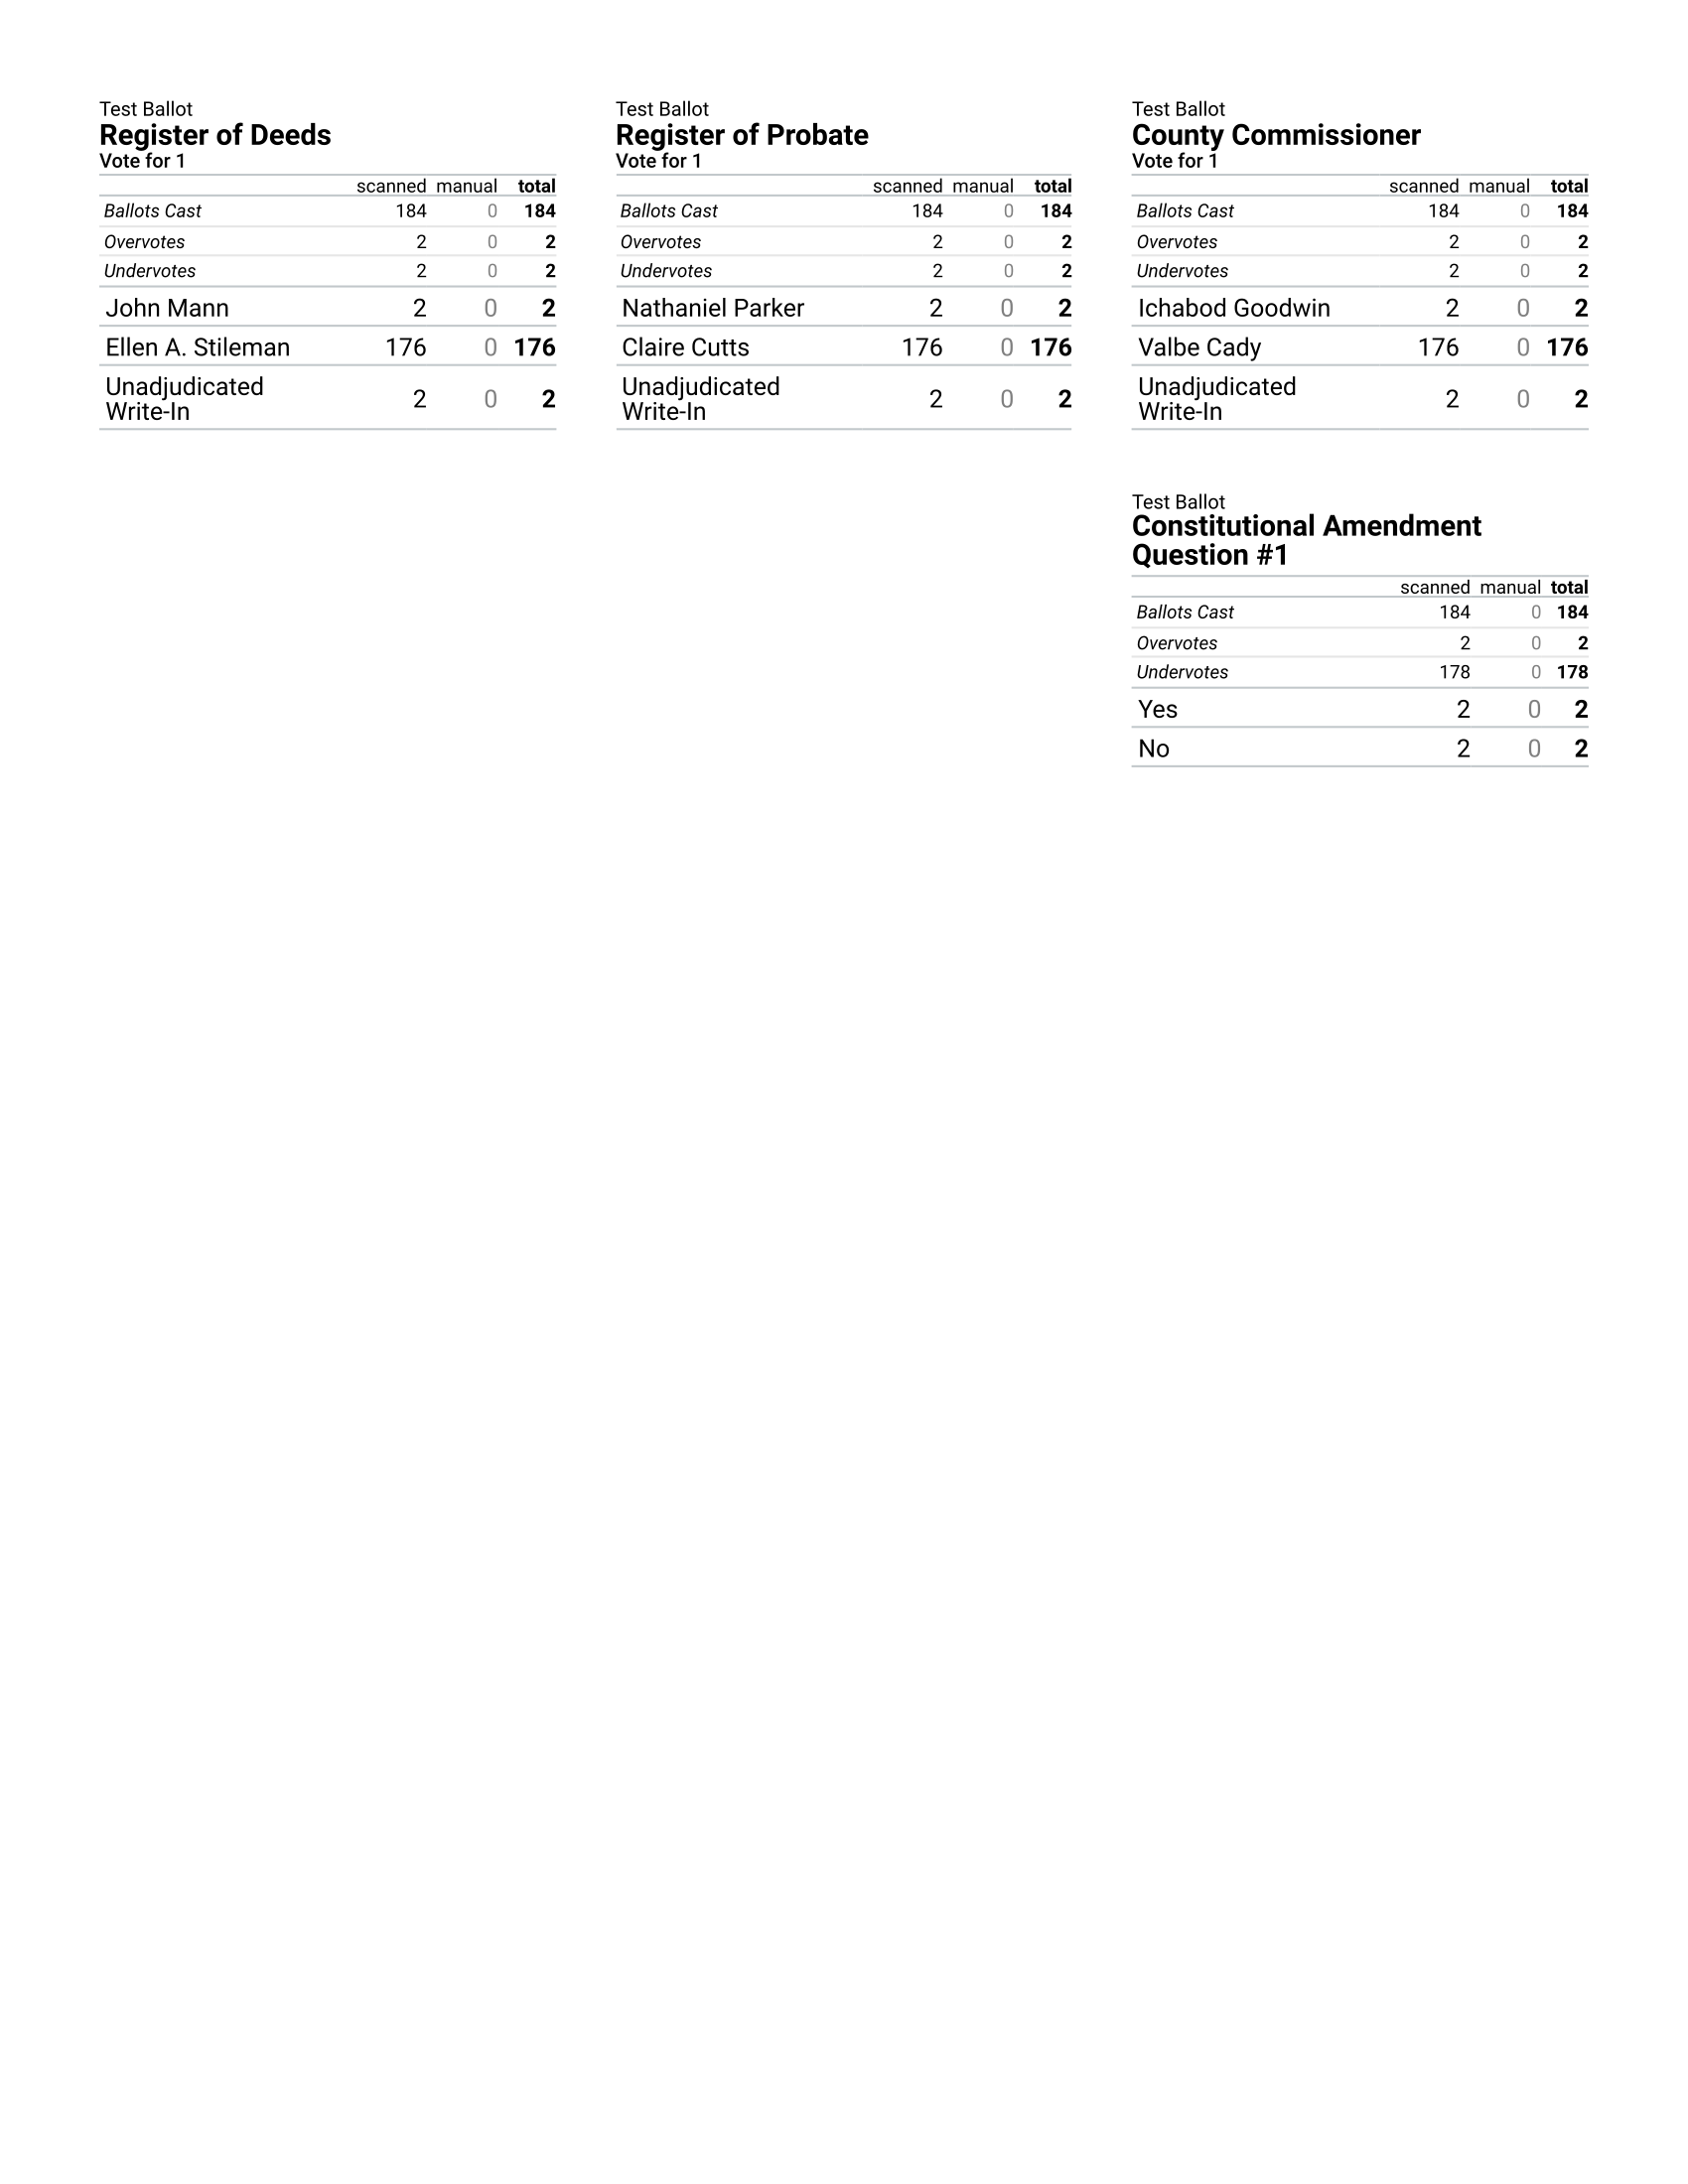 Test Ballot
Register of Deeds
Vote for 1
scanned manual total
Ballots Cast 184 0 184
Overvotes 2 0 2
Undervotes 2 0 2
John Mann 2 0 2
Ellen A. Stileman 176 0 176
Unadjudicated
Write-In 2 0 2
Test Ballot
Register of Probate
Vote for 1
scanned manual total
Ballots Cast 184 0 184
Overvotes 2 0 2
Undervotes 2 0 2
Nathaniel Parker 2 0 2
Claire Cutts 176 0 176
Unadjudicated
Write-In 2 0 2
Test Ballot
County Commissioner
Vote for 1
scanned manual total
Ballots Cast 184 0 184
Overvotes 2 0 2
Undervotes 2 0 2
Ichabod Goodwin 2 0 2
Valbe Cady 176 0 176
Unadjudicated
Write-In 2 0 2
Test Ballot
Constitutional Amendment
Question #1
scanned manual total
Ballots Cast 184 0 184
Overvotes 2 0 2
Undervotes 178 0 178
Yes 2 0 2
No 2 0 2